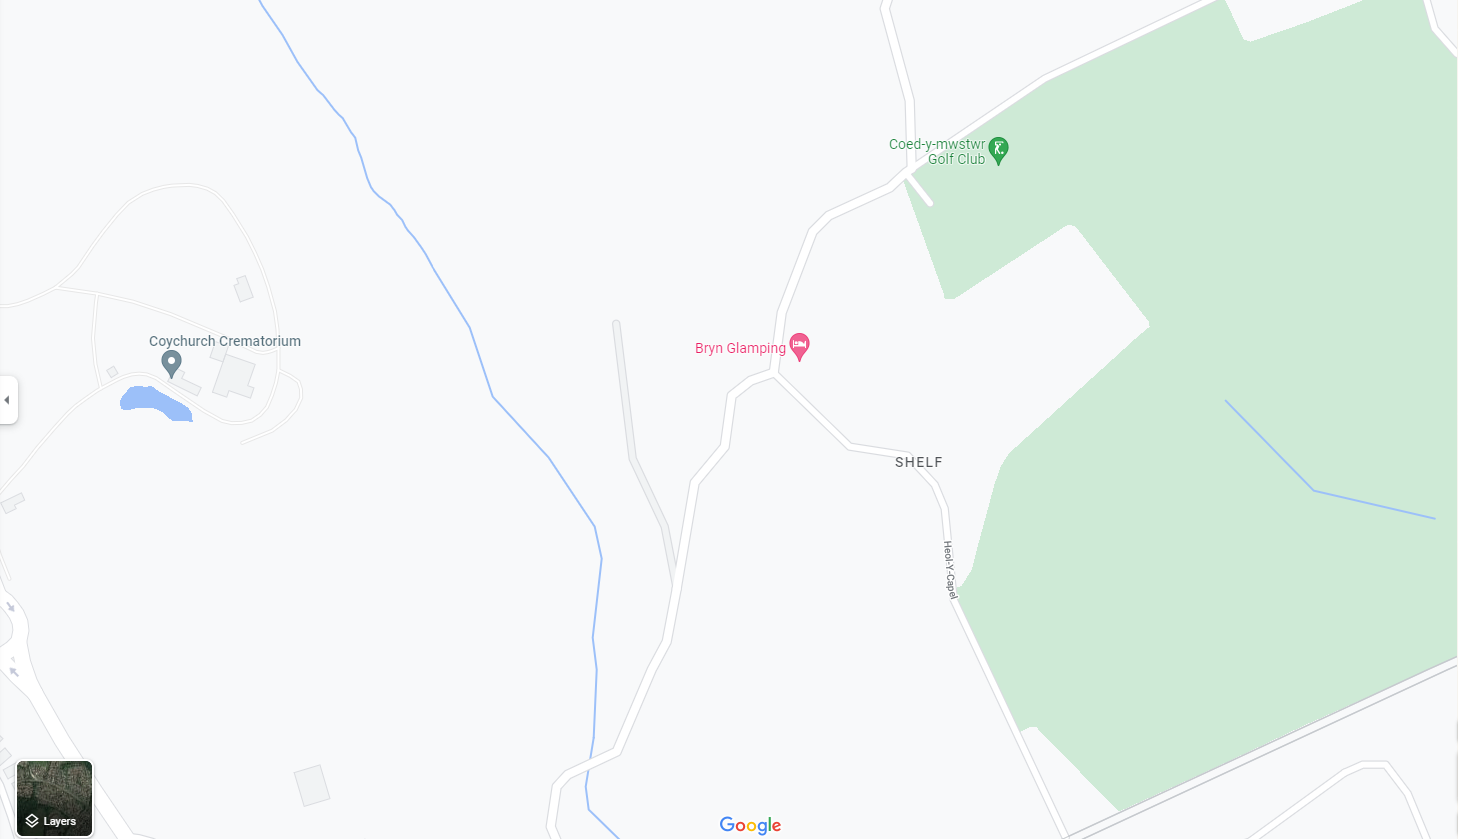 Coed-y-mwstwr
Golf Club
Coychurch Crematorium
Bryn Glamping
SHELF
Heol-Y-Capel
Layers
Google